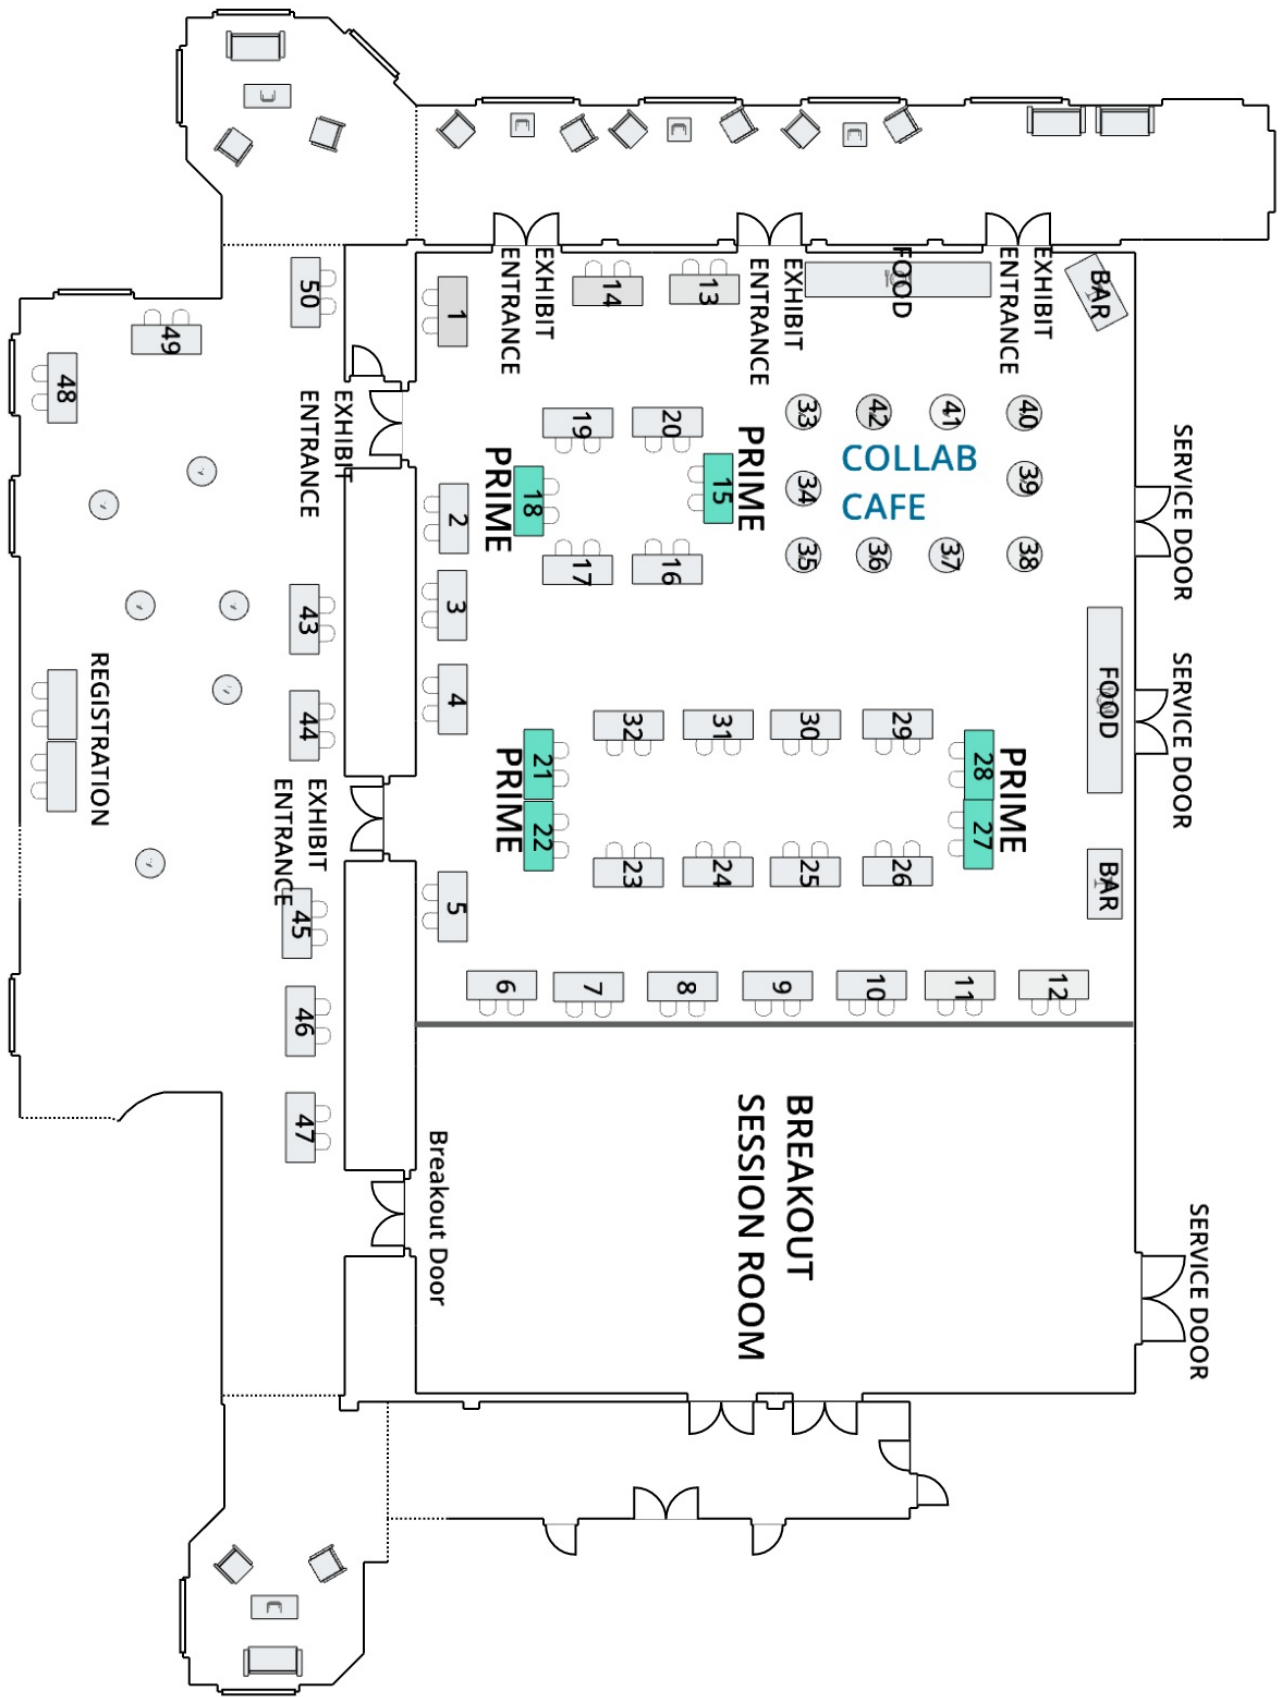 50
49
48
EXHIBIT
ENTRANCE
1
EXHIBIT
ENTRANCE
14
13
EXHIBIT
ENTRANCE
FOOD
EXHIBIT
ENTRANCE
BAR
19
20
PRIME
18
15
PRIME
17
16
33
42
41
40
COLLAB
CAFE
34
39
35
36
37
38
SERVICE DOOR
2
3
4
43
44
REGISTRATION
EXHIBIT
ENTRANCE
FOOD
SERVICE DOOR
32
31
30
29
21
PRIME
22
28
PRIME
27
23
24
25
26
BAR
5
45
46
47
6
7
8
9
10
11
12
Breakout Door
BREAKOUT
SESSION ROOM
SERVICE DOOR